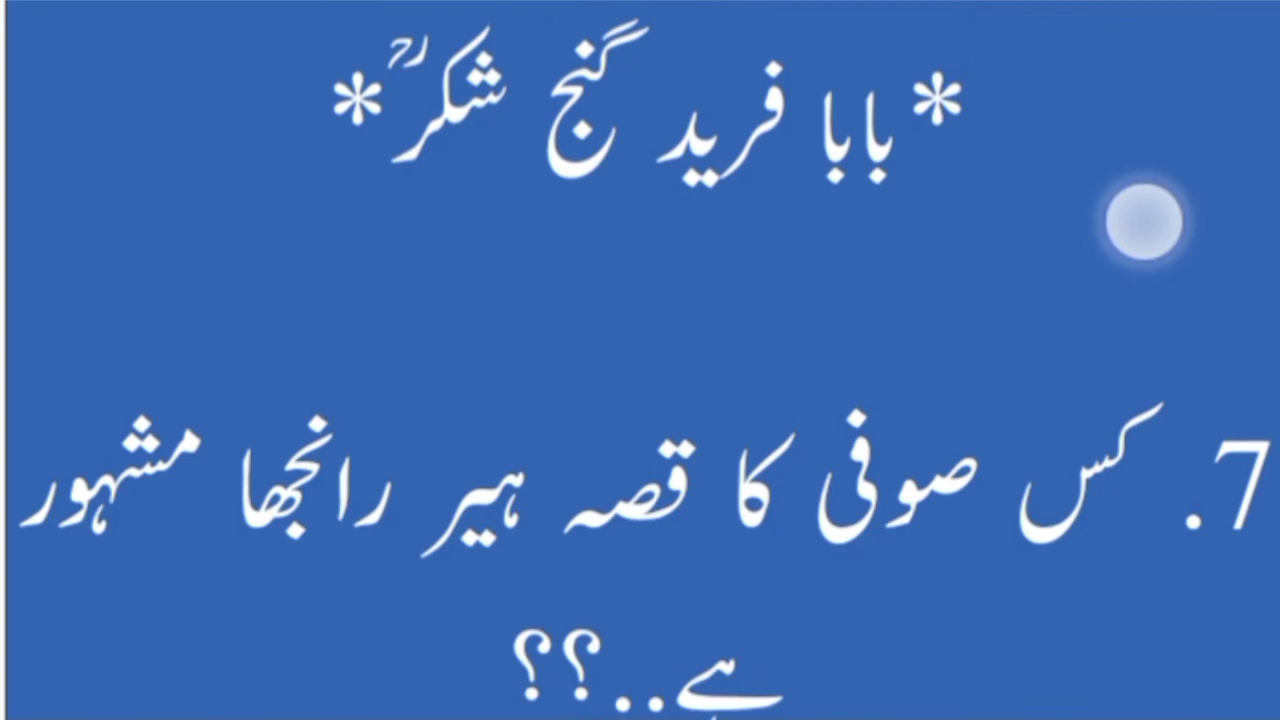 *بابا فرید گنج شکرؒ*
7. کس صوفی کا قصہ ہیر رانجھا مشہور
ہے..؟؟